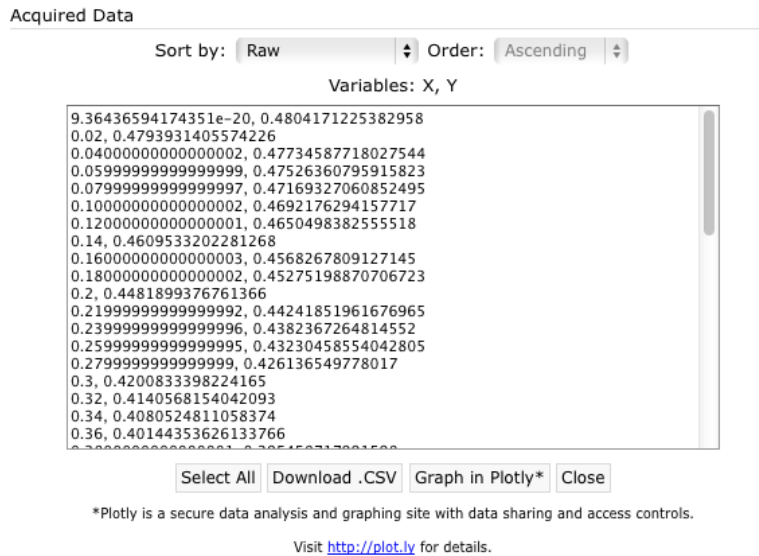 Acquired Data
Sort by: Raw Order: Ascending
Variables: X, Y
9.36436594174351e-20, 0.4804171225382958
0.02, 0.4793931405574226
0.04000000000000002, 0.47734587718027544
0.05999999999999999, 0.47526360795915823
0.07999999999999997, 0.47169327060852495
0.10000000000000002, 0.4692176294157717
0.12000000000000001, 0.4650498382555518
0.14, 0.4609533202281268
0.16000000000000003, 0.4568267809127145
0.18000000000000002, 0.45275198870706723
0.2, 0.4481899376761366
0.21999999999999992, 0.44241851961676965
0.23999999999999996, 0.4382367264814552
0.25999999999999995, 0.43230458554042805
0.2799999999999999, 0.426136549778017
0.3, 0.4200833398224165
0.32, 0.4140568154042093
0.34, 0.4080524811058374
0.36, 0.40144353626133766
Select All Download .CSV Graph in Plotly* Close
*Plotly is a secure data analysis and graphing site with data sharing and access controls.
Visit http://plot.ly for details.